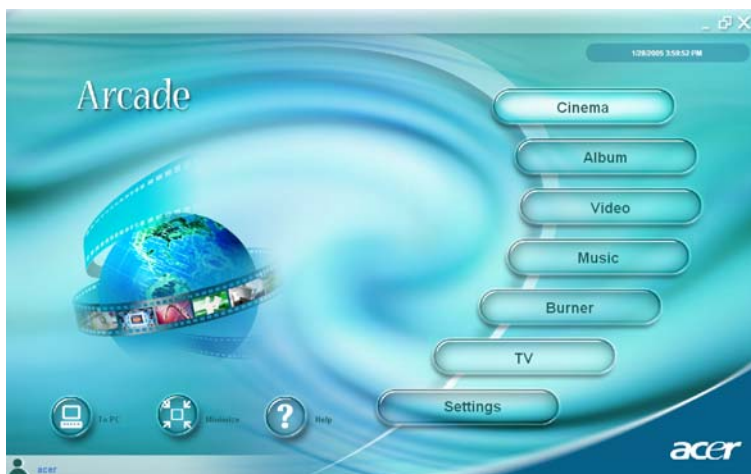 1/28/2005 3:59:52 PM
Arcade
Cinema
Album
Video
Music
Burner
TV
Settings
To PC
Minimize
Help
acer
acer